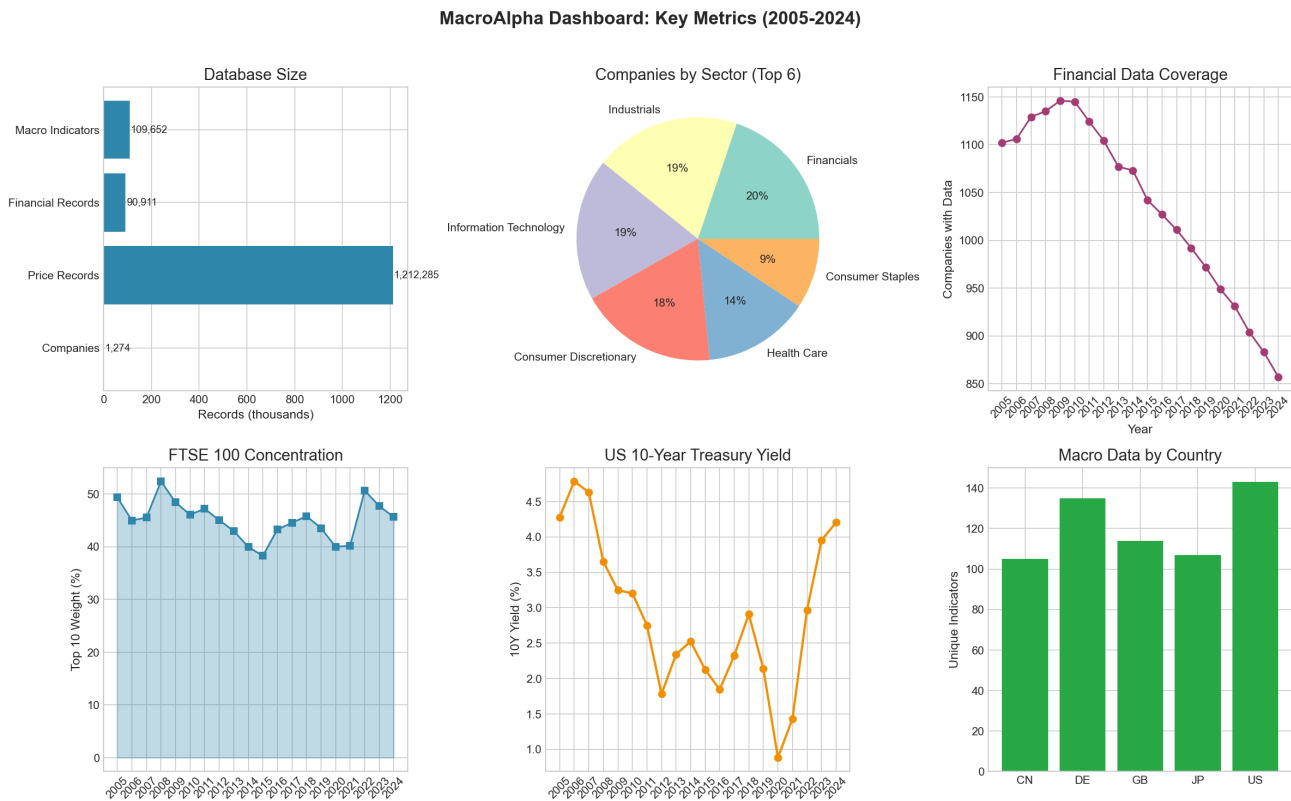 MacroAlpha Dashboard: Key Metrics (2005-2024)
Database Size
Macro Indicators
109,652
Financial Records
90,911
Price Records
1,212,285
Companies
1,274
0 200 400 600 800 1000 1200
Records (thousands)
Companies by Sector (Top 6)
Industrials
19%
Financials
20%
Information Technology
19%
Consumer Staples
9%
Consumer Discretionary
18%
Health Care
14%
Financial Data Coverage
Companies with Data
1150
1100
1050
1000
950
900
850
2005 2006 2007 2008 2009 2010 2011 2012 2013 2014 2015 2016 2017 2018 2019 2020 2021 2022 2023 2024
Year
FTSE 100 Concentration
Top 10 Weight (%)
50
40
30
20
10
0
2005 2006 2007 2008 2009 2010 2011 2012 2013 2014 2015 2016 2017 2018 2019 2020 2021 2022 2023 2024
US 10-Year Treasury Yield
10Y Yield (%)
4.5
4.0
3.5
3.0
2.5
2.0
1.5
1.0
2005 2006 2007 2008 2009 2010 2011 2012 2013 2014 2015 2016 2017 2018 2019 2020 2021 2022 2023 2024
Macro Data by Country
Unique Indicators
140
120
100
80
60
40
20
0
CN DE GB JP US